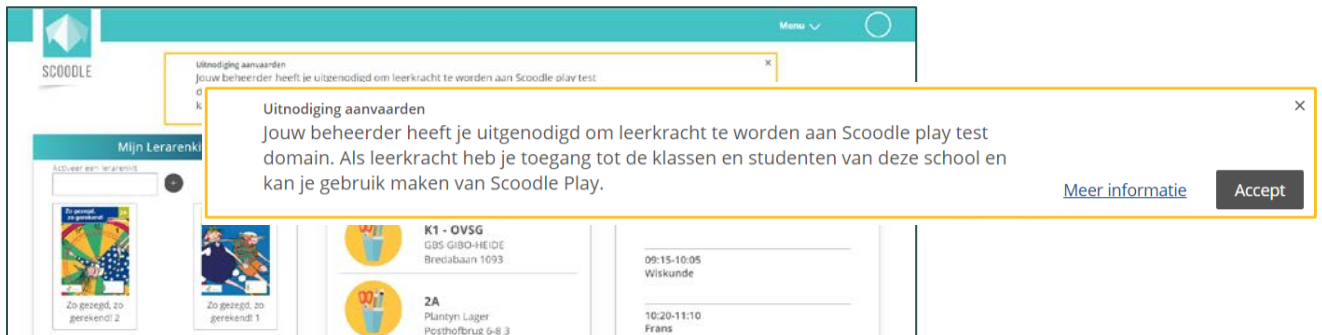 Menu
SCOODLE
Uitnodiging aanvaarden
Jouw beheerder heeft je uitgenodigd om leerkracht te worden aan Scoodle play test
×
Uitnodiging aanvaarden
×
Jouw beheerder heeft je uitgenodigd om leerkracht te worden aan Scoodle play test
domain. Als leerkracht heb je toegang tot de klassen en studenten van deze school en
kan je gebruik maken van Scoodle Play.
Meer informatie
Accept
Mijn Lerarenki
Activeer een lerarenkit
+
Zo gezegd,
zo gerekend!
Zo gezegd, zo
gerekend! 2
Zo gezegd, zo
gerekend! 1
K1 - OVSG
GBS GIBO-HEIDE
Bredabaan 1093
2A
Plantyn Lager
Posthofbrug 6-8 3
09:15-10:05
Wiskunde
10:20-11:10
Frans